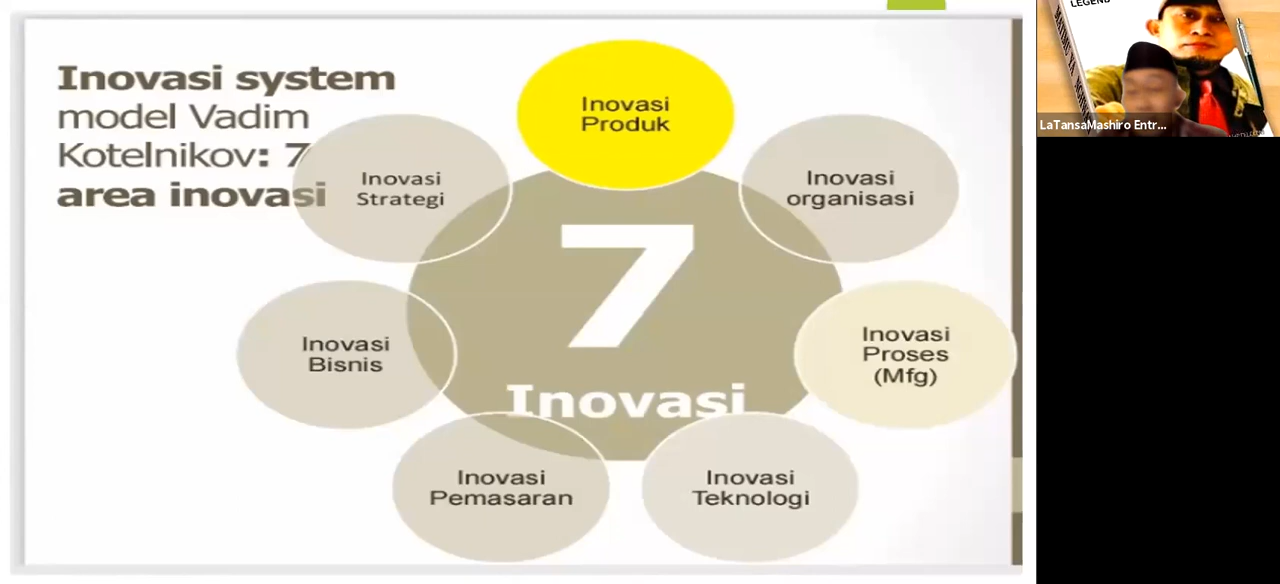 Inovasi system
model Vadim
Kotelnikov: 7
area inovasi
Inovasi
Produk
Inovasi
organisasi
Inovasi
Proses
(Mfg)
Inovasi
Teknologi
Inovasi
Pemasaran
Inovasi
Bisnis
Inovasi
Strategi
7
Inovasi
LEGEND
LaTansaMashiro Entr...